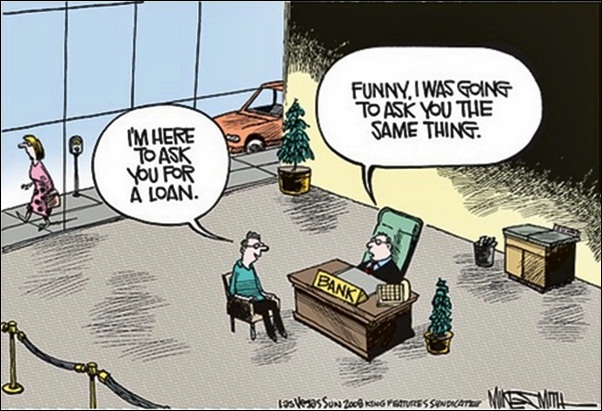 I'M HERE
TO ASK
YOU FOR
A LOAN.
FUNNY, I WAS GOING
TO ASK YOU THE
SAME THING.
BANK
LAS VEGAS SUN 2008 KING FEATURES SYNDICATE
MIKE SMITH